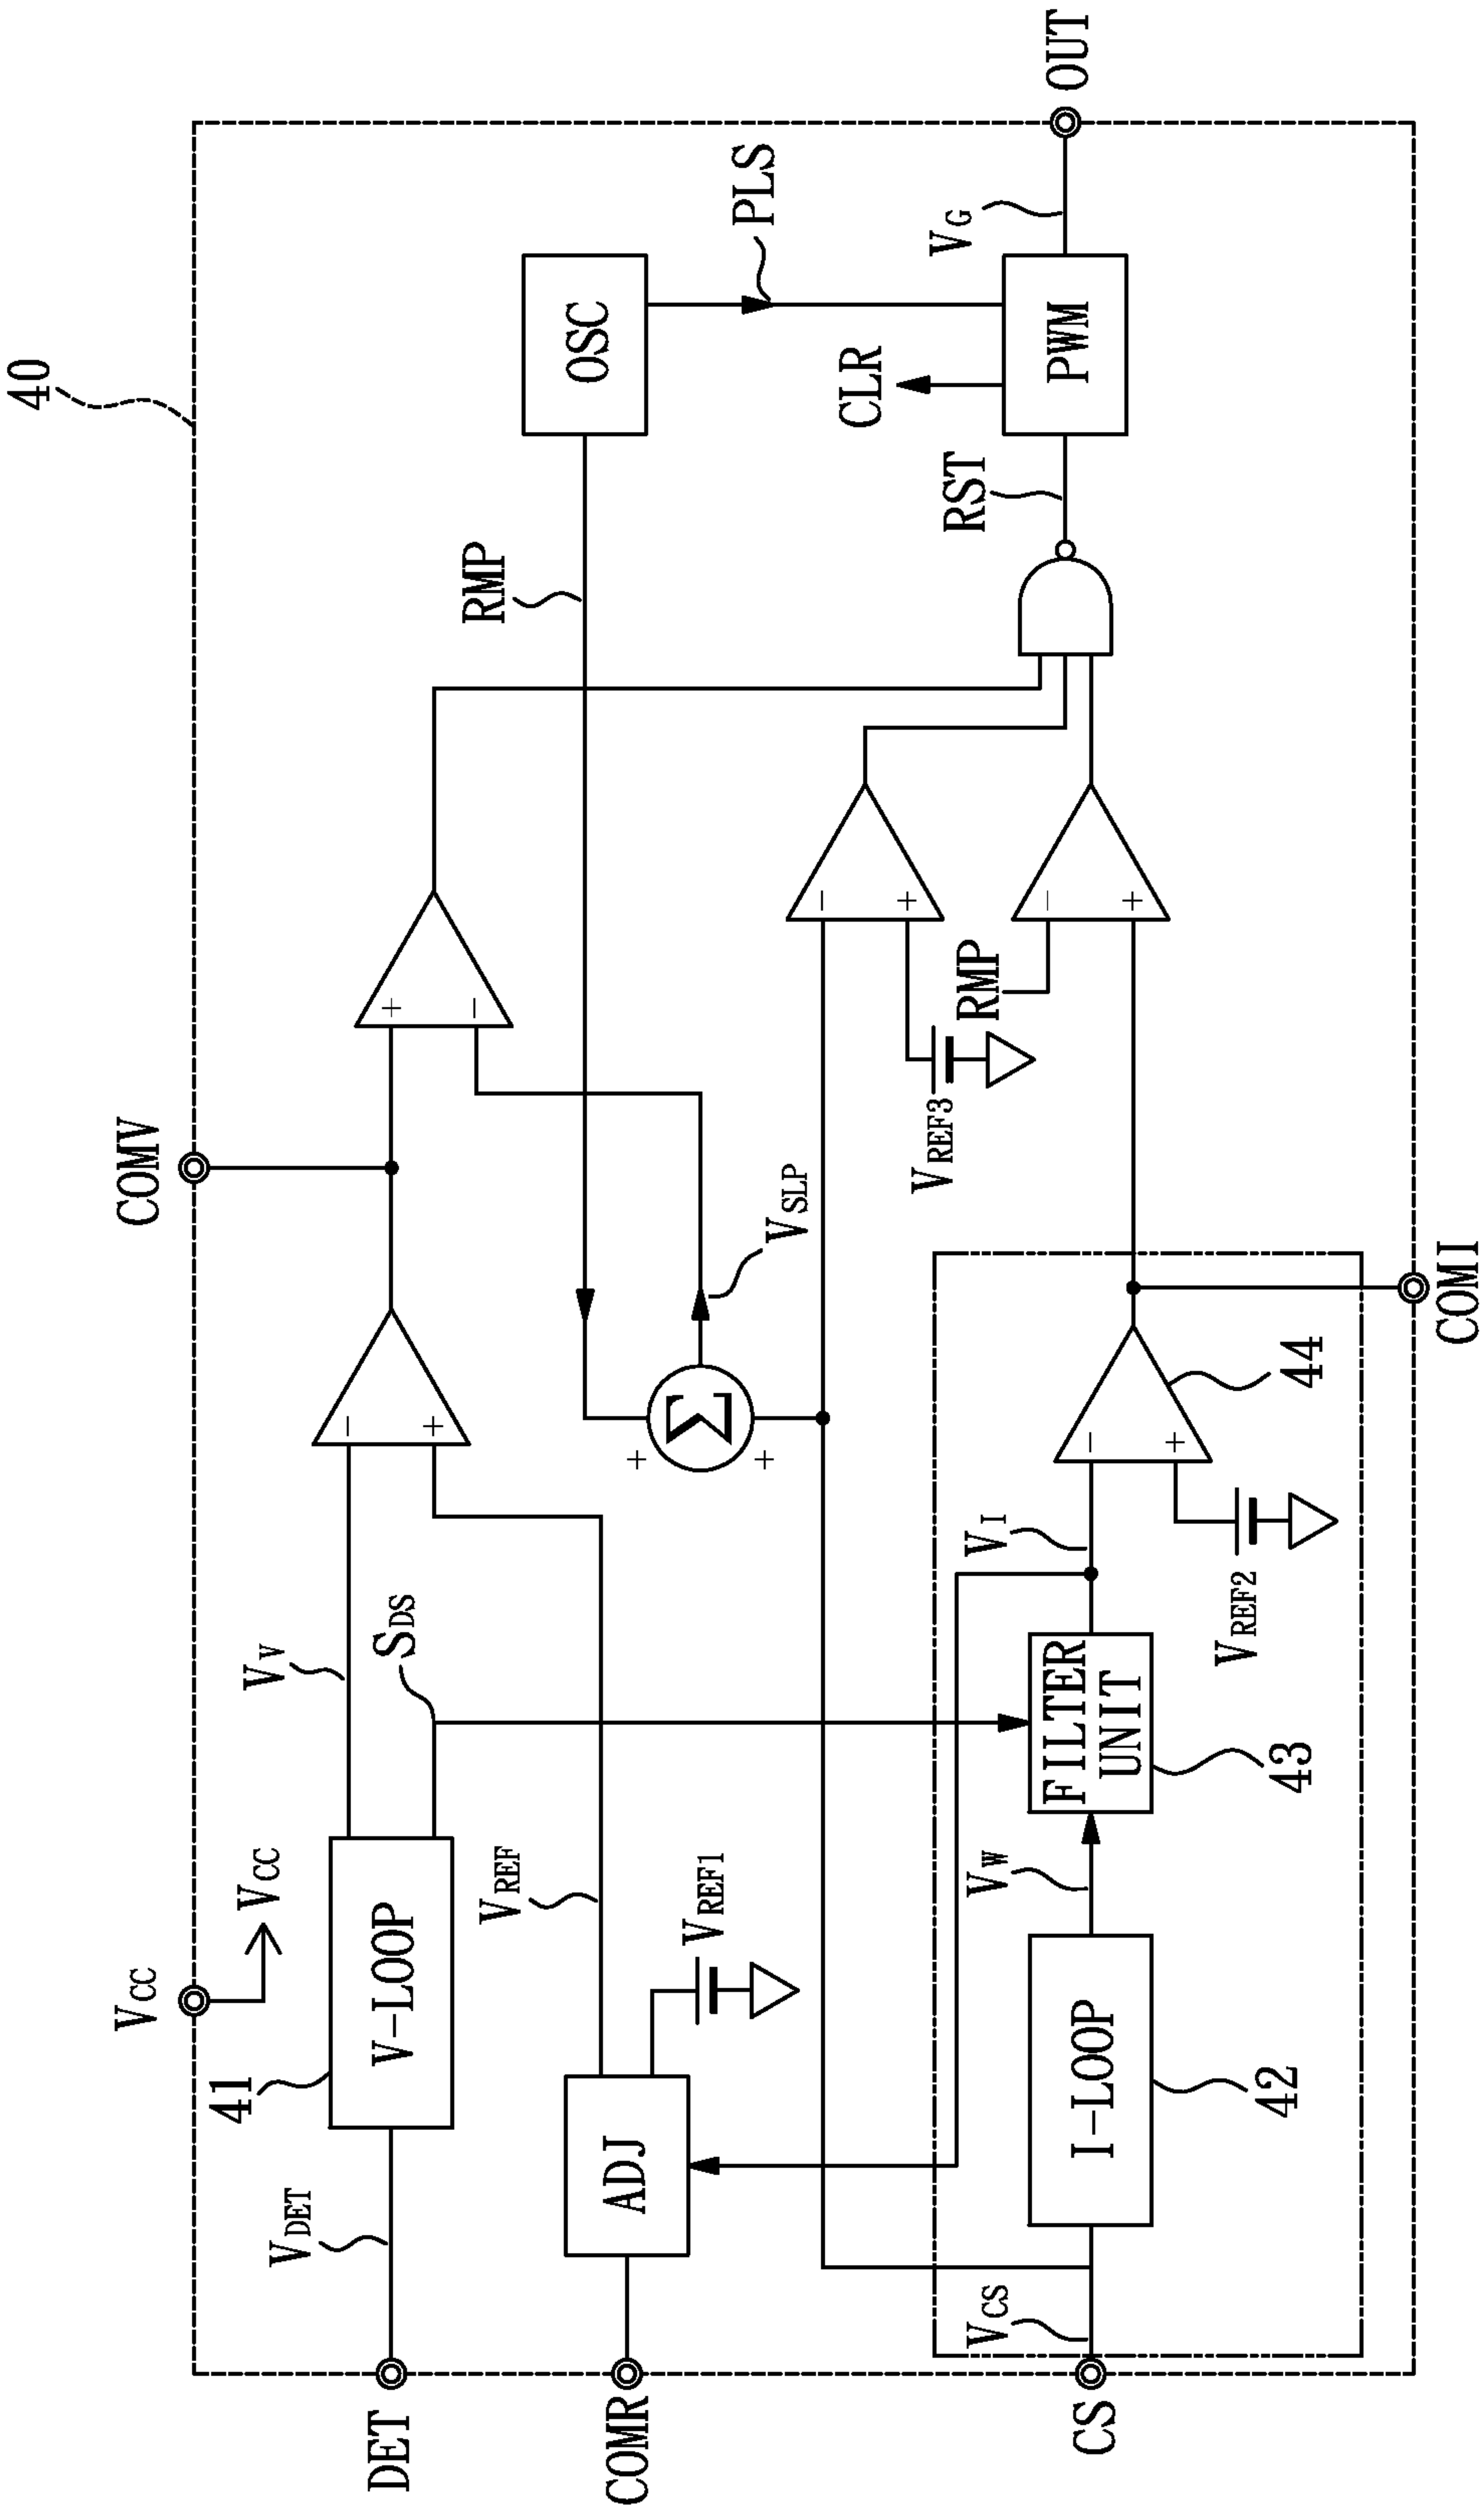 40
VCC
VCC
COMV
OUT
DET
VDET
41
V-LOOP
VV
SDS
+
-
-
+
RMP
OSC
PLS
COMR
ADJ
VREF
VREF1
Σ
+
+
VSLP
-
+
VREF3
RMP
-
+
CLR
RST
PWM
VG
CS
VCS
I-LOOP
42
VW
FILTER
UNIT
43
VI
-
+
VREF2
44
COMI